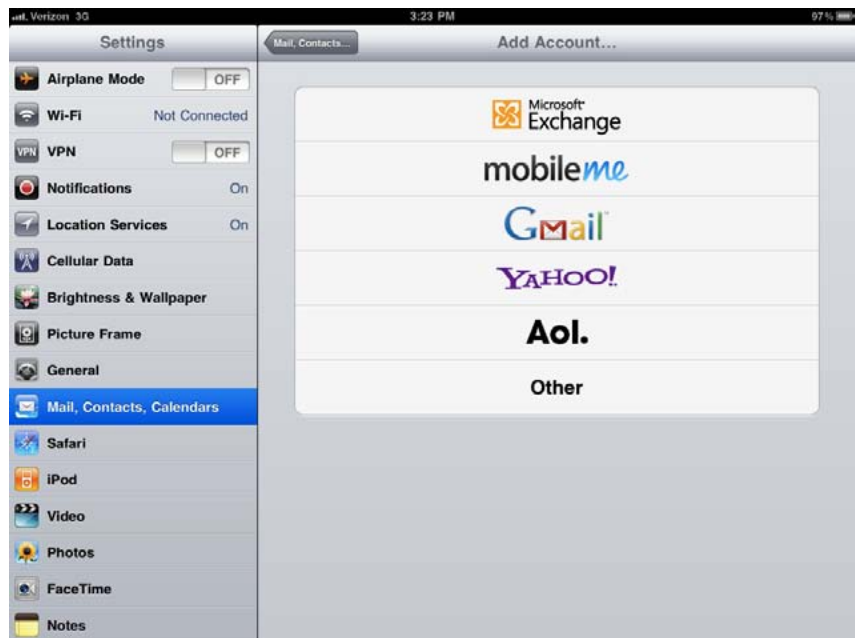 Verizon 3G 3:23 PM 97%
Settings
Mail, Contacts...
Add Account...
Airplane Mode OFF
Wi-Fi Not Connected
VPN VPN OFF
Notifications On
Location Services On
Cellular Data
Brightness & Wallpaper
Picture Frame
General
Mail, Contacts, Calendars
Safari
iPod
Video
Photos
FaceTime
Notes
Microsoft
Exchange
mobileme
Gmail
YAHOO!
Aol.
Other